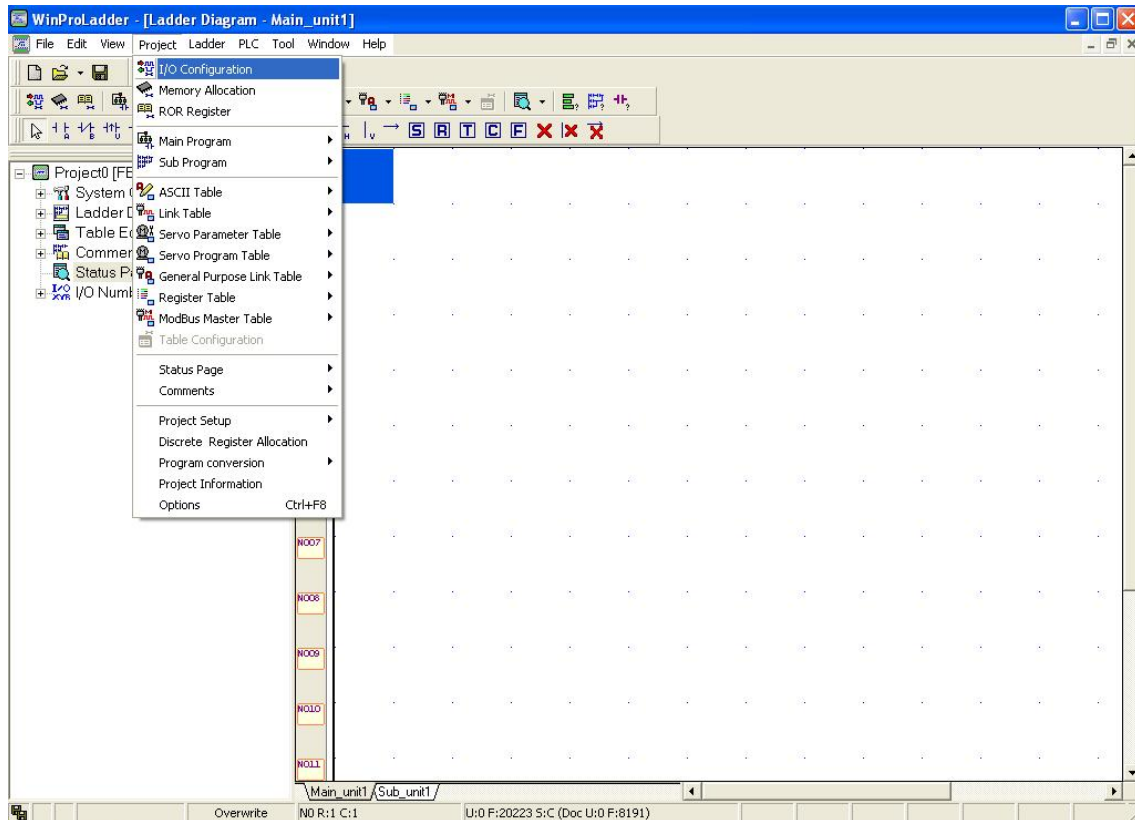 WinProLadder - [Ladder Diagram - Main_unit1]
File Edit View Project Ladder PLC Tool Window Help
I/O Configuration
Memory Allocation
ROR Register
Main Program
Sub Program
ASCII Table
Link Table
Servo Parameter Table
Servo Program Table
General Purpose Link Table
Register Table
ModBus Master Table
Table Configuration
Status Page
Comments
Project Setup
Discrete Register Allocation
Program conversion
Project Information
Options Ctrl+F8
A B U H V S R T C F
Project0 [FE
System
Ladder D
Table Ed
Commer
Status P
I/O Numb
N007
N008
N009
N010
N011
Main_unit1 Sub_unit1
Overwrite N0 R:1 C:1 U:0 F:20223 S:C (Doc U:0 F:8191)